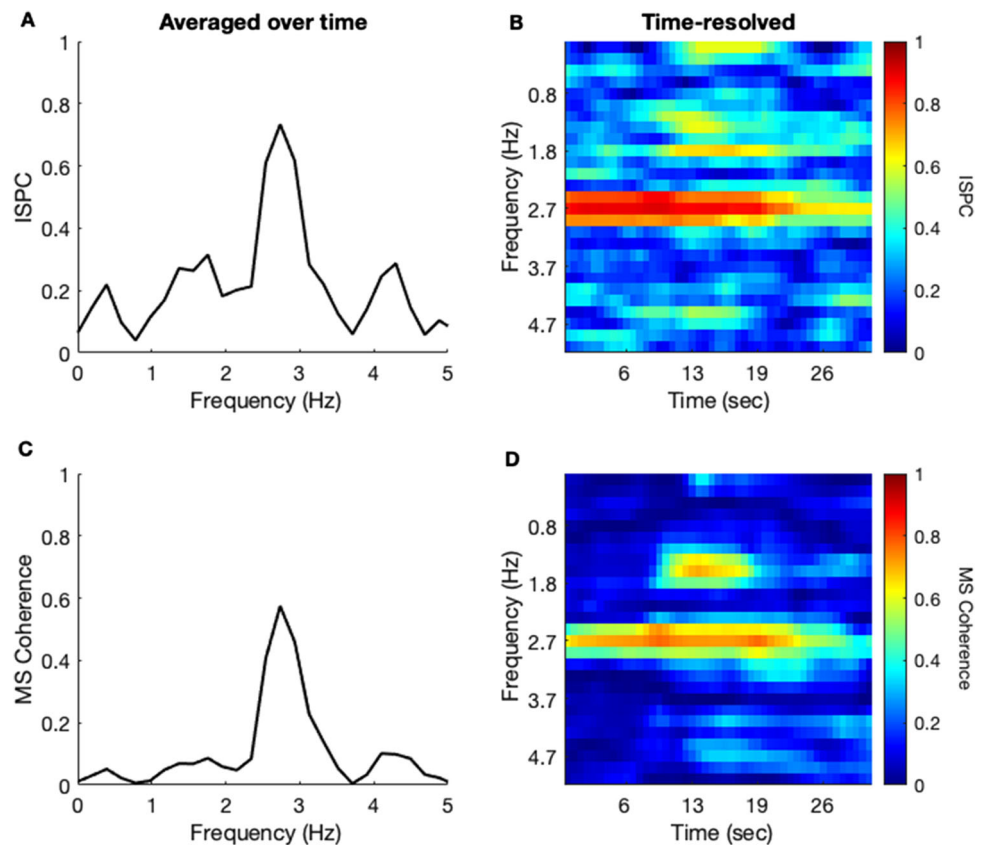 A
Averaged over time
1
0.8
0.6
0.4
0.2
0
ISPC
0 1 2 3 4 5
Frequency (Hz)
B
Time-resolved
0.8
1.8
2.7
3.7
4.7
Frequency (Hz)
6 13 19 26
Time (sec)
1
0.8
0.6
0.4
0.2
0
ISPC
C
1
0.8
0.6
0.4
0.2
0
MS Coherence
0 1 2 3 4 5
Frequency (Hz)
D
0.8
1.8
2.7
3.7
4.7
Frequency (Hz)
6 13 19 26
Time (sec)
1
0.8
0.6
0.4
0.2
0
MS Coherence